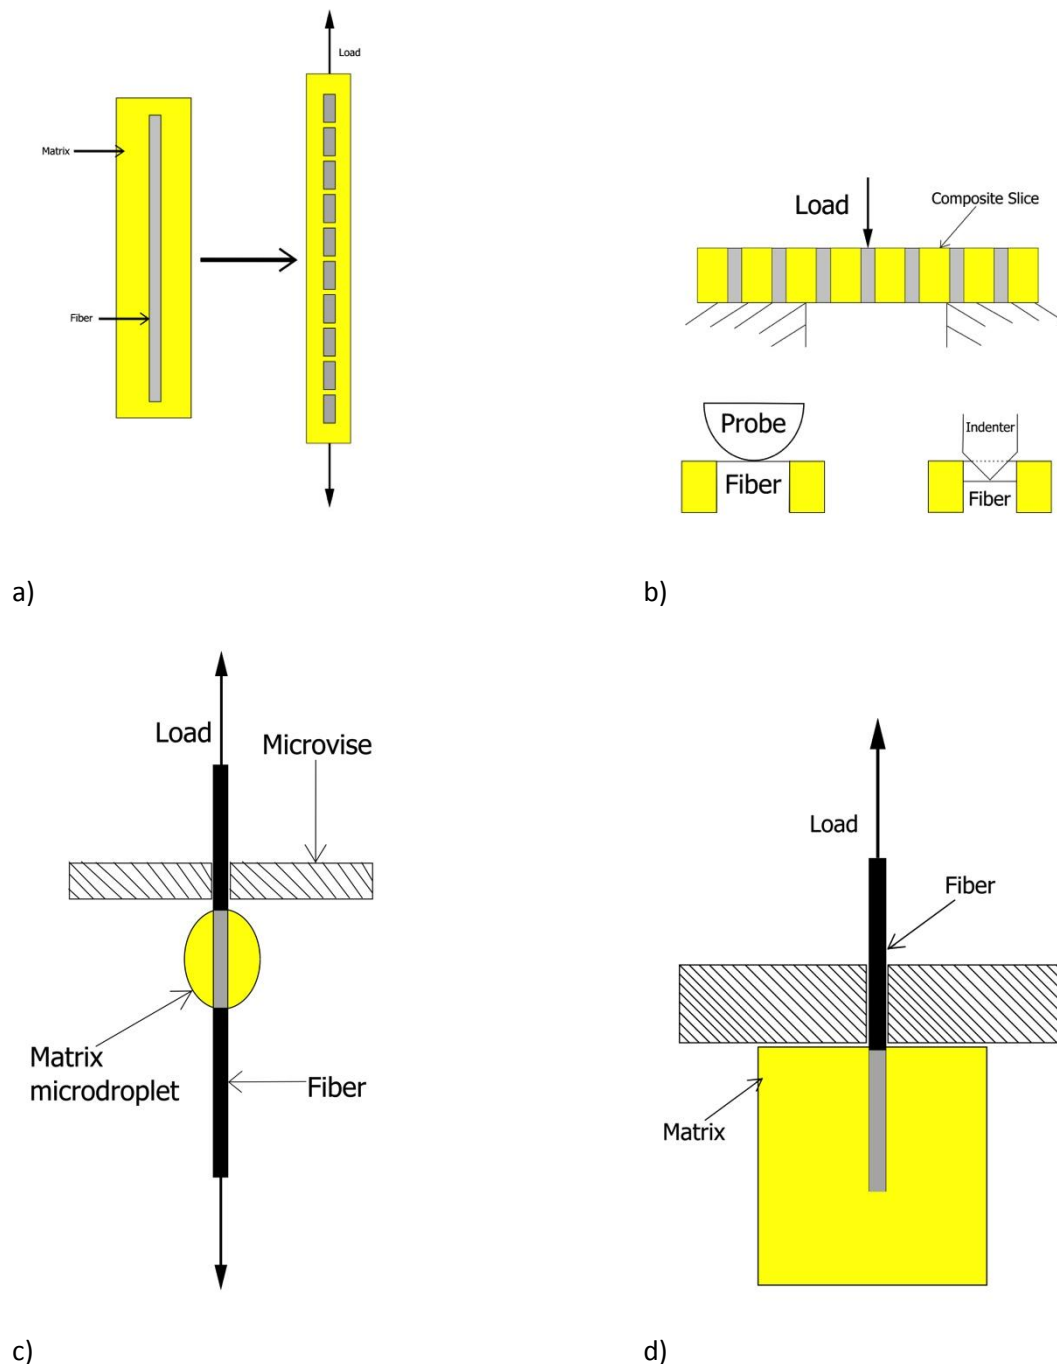 Load
Matrix
Fiber
a)
Load
Composite Slice
Probe
Fiber
Indenter
Fiber
b)
Load
Microvise
Matrix
microdroplet
Fiber
c)
Load
Fiber
Matrix
d)